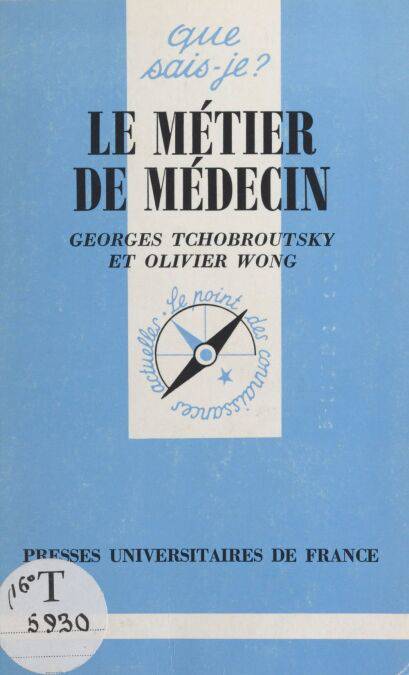 que
sais-je?
LE MÉTIER
DE MÉDECIN
GEORGES TCHOBROUTSKY
ET OLIVIER WONG
Le point des connaissances actuelles.
PRESSES UNIVERSITAIRES DE FRANCE
(16° T
5930